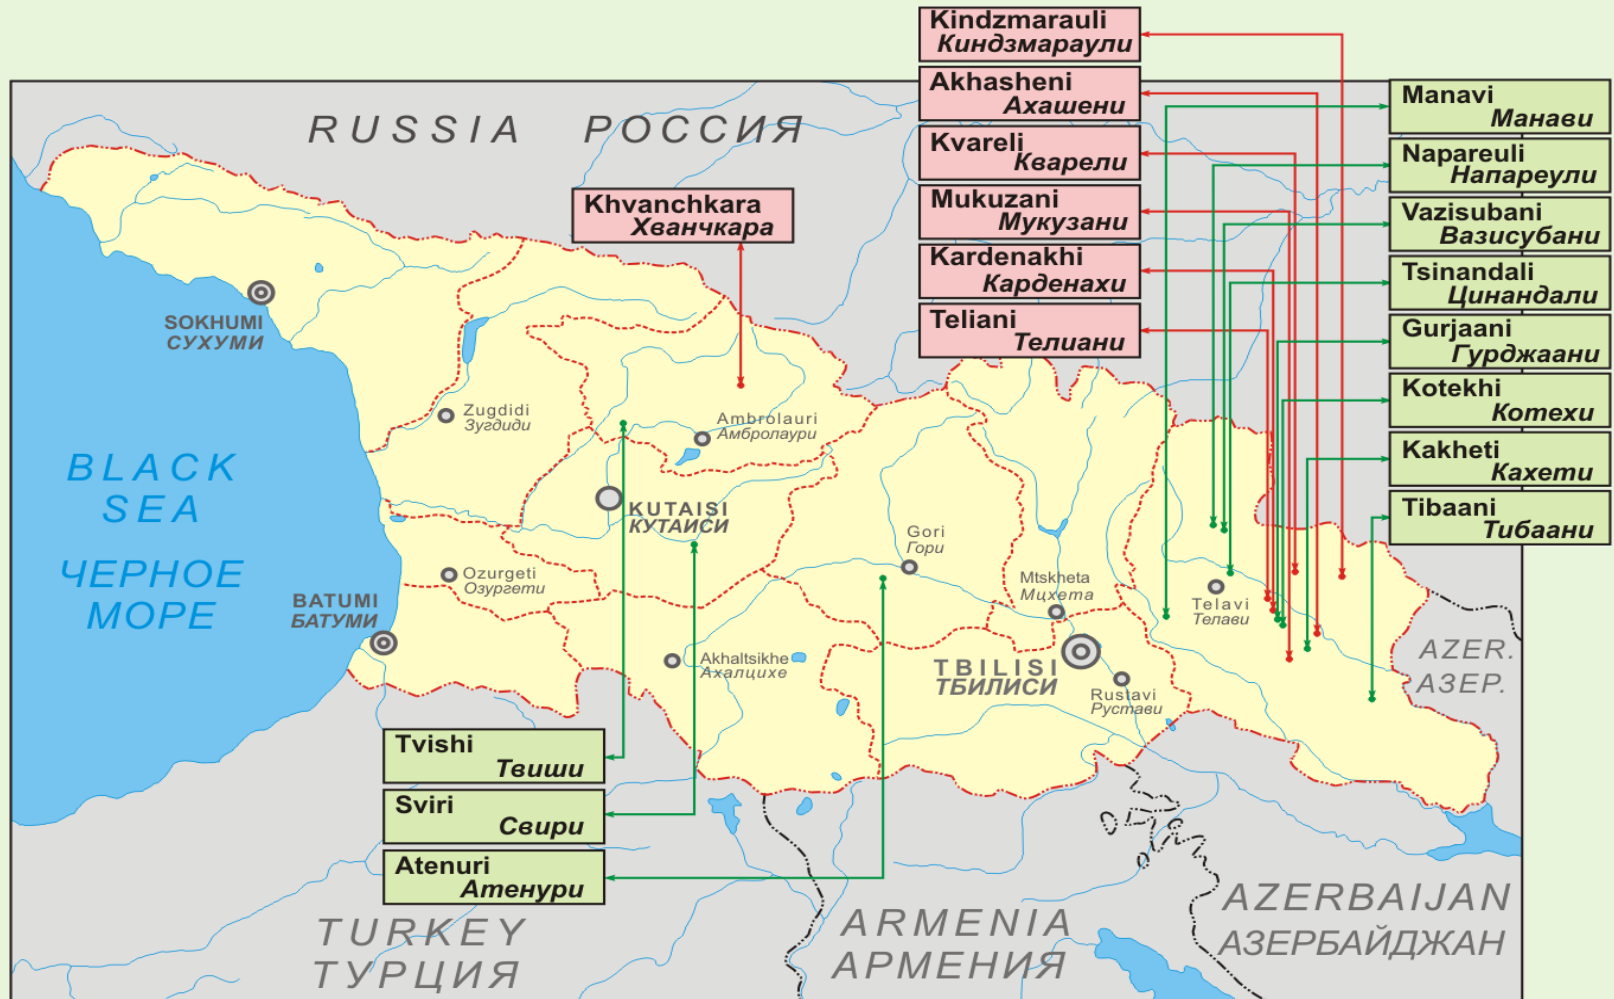 Kindzmarauli
Киндзмараули
Akhasheni
Ахашени
Kvareli
Кварели
Mukuzani
Мукузани
Kardenakhi
Карденахи
Teliani
Телиани
Manavi
Манави
Napareuli
Напареули
Vazisubani
Вазисубани
Tsinandali
Цинандали
Gurjaani
Гурджаани
Kotekhi
Котехи
Kakheti
Кахети
Tibaani
Тибаани
RUSSIA РОССИЯ
Khvanchkara
Хванчкара
SOKHUMI
СУХУМИ
Zugdidi
Зугдиди
Ambrolauri
Амбролаури
BLACK
SEA
ЧЕРНОЕ
МОРЕ
KUTAISI
КУТАИСИ
Gori
Гори
Ozurgeti
Озургети
BATUMI
БАТУМИ
Mtskheta
Мцхета
Telavi
Телави
Akhaltsikhe
Ахалцихе
TBILISI
ТБИЛИСИ
Rustavi
Рустави
AZER.
АЗЕР.
Tvishi
Твиши
Sviri
Свири
Atenuri
Атенури
TURKEY
ТУРЦИЯ
ARMENIA
АРМЕНИЯ
AZERBAIJAN
АЗЕРБАЙДЖАН